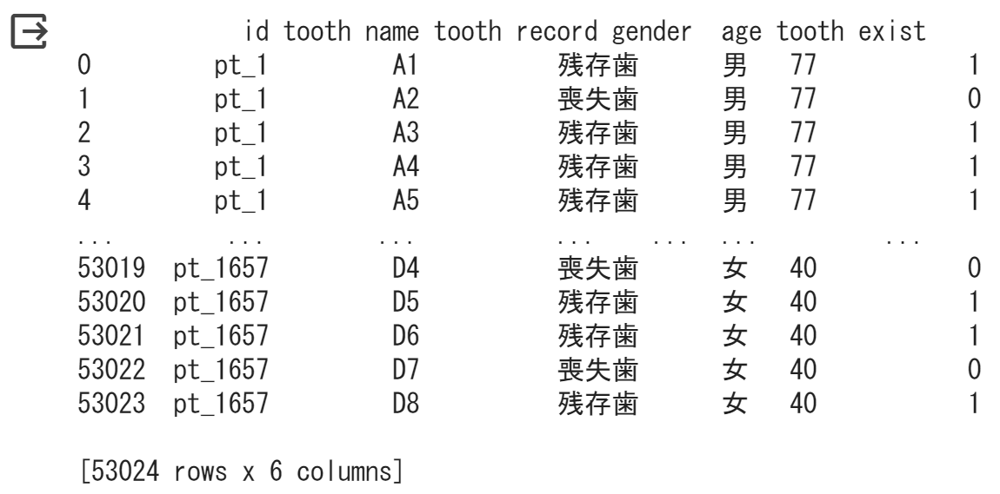 id tooth name tooth record gender age tooth exist
0 pt_1 A1 残存歯 男 77 1
1 pt_1 A2 喪失歯 男 77 0
2 pt_1 A3 残存歯 男 77 1
3 pt_1 A4 残存歯 男 77 1
4 pt_1 A5 残存歯 男 77 1
... ... ... ... ... ... ...
53019 pt_1657 D4 喪失歯 女 40 0
53020 pt_1657 D5 残存歯 女 40 1
53021 pt_1657 D6 残存歯 女 40 1
53022 pt_1657 D7 喪失歯 女 40 0
53023 pt_1657 D8 残存歯 女 40 1
[53024 rows x 6 columns]